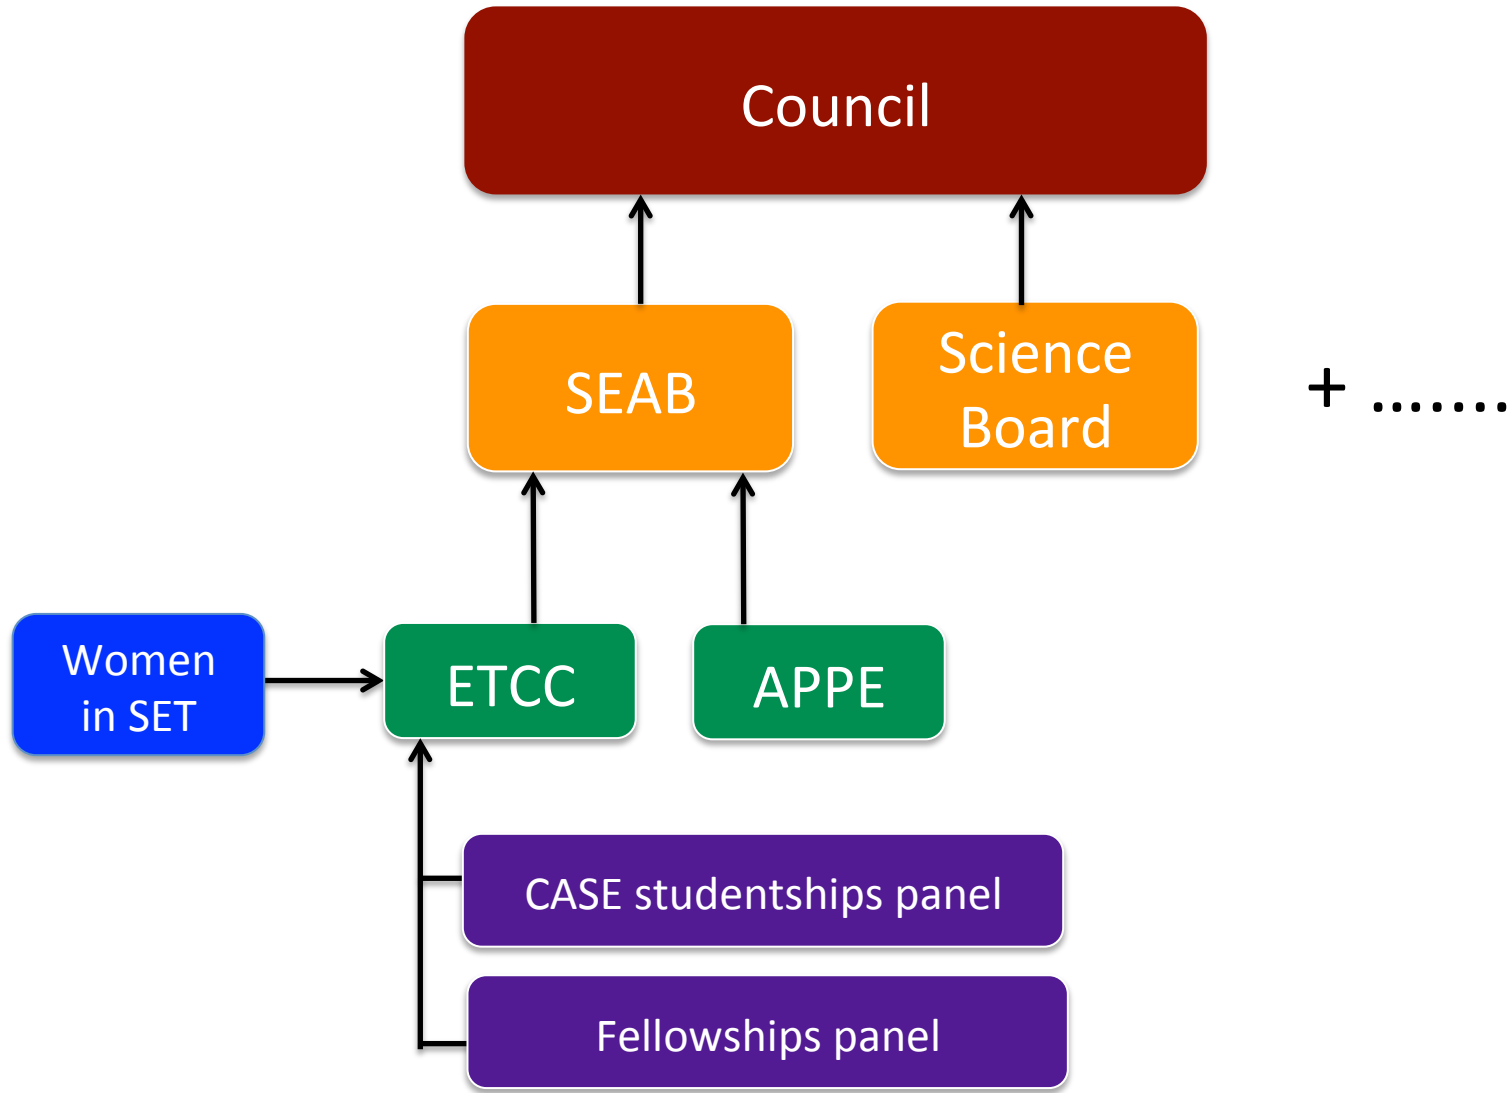 Council
SEAB
Science
Board
+ .......
Women
in SET
ETCC
APPE
CASE studentships panel
Fellowships panel